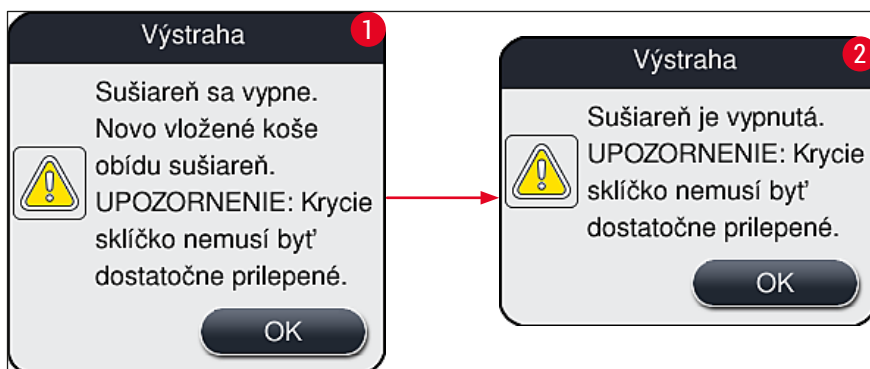 Výstraha
1
Sušiareň sa vypne.
Novo vložené koše
obídu sušiareň.
UPOZORNENIE: Krycie
sklíčko nemusí byť
dostatočne prilepené.
OK
Výstraha
2
Sušiareň je vypnutá.
UPOZORNENIE: Krycie
sklíčko nemusí byť
dostatočne prilepené.
OK